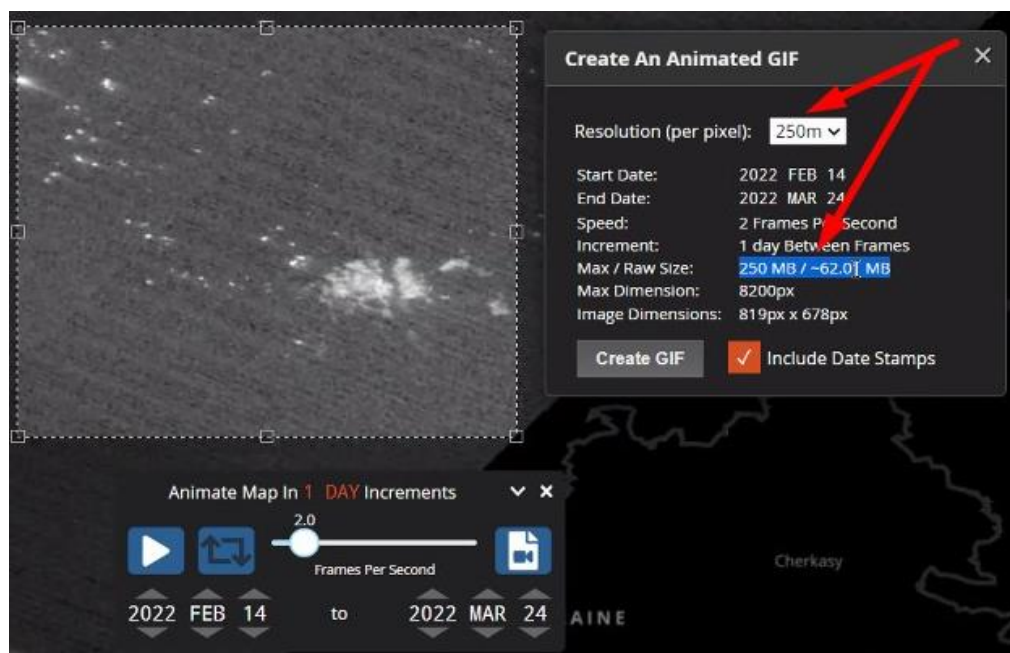 Create An Animated GIF
Resolution (per pixel): 250m
Start Date: 2022 FEB 14
End Date: 2022 MAR 24
Speed: 2 Frames Per Second
Increment: 1 day Between Frames
Max / Raw Size: 250 MB / MB
Max Dimension: 8200px
Image Dimensions: 819px x 678px
Create GIF Include Date Stamps
Animate Map In 1 DAY Increments
2.0
Frames Per Second
2022 FEB 14 to 2022 MAR 24
Cherkasy
AINE